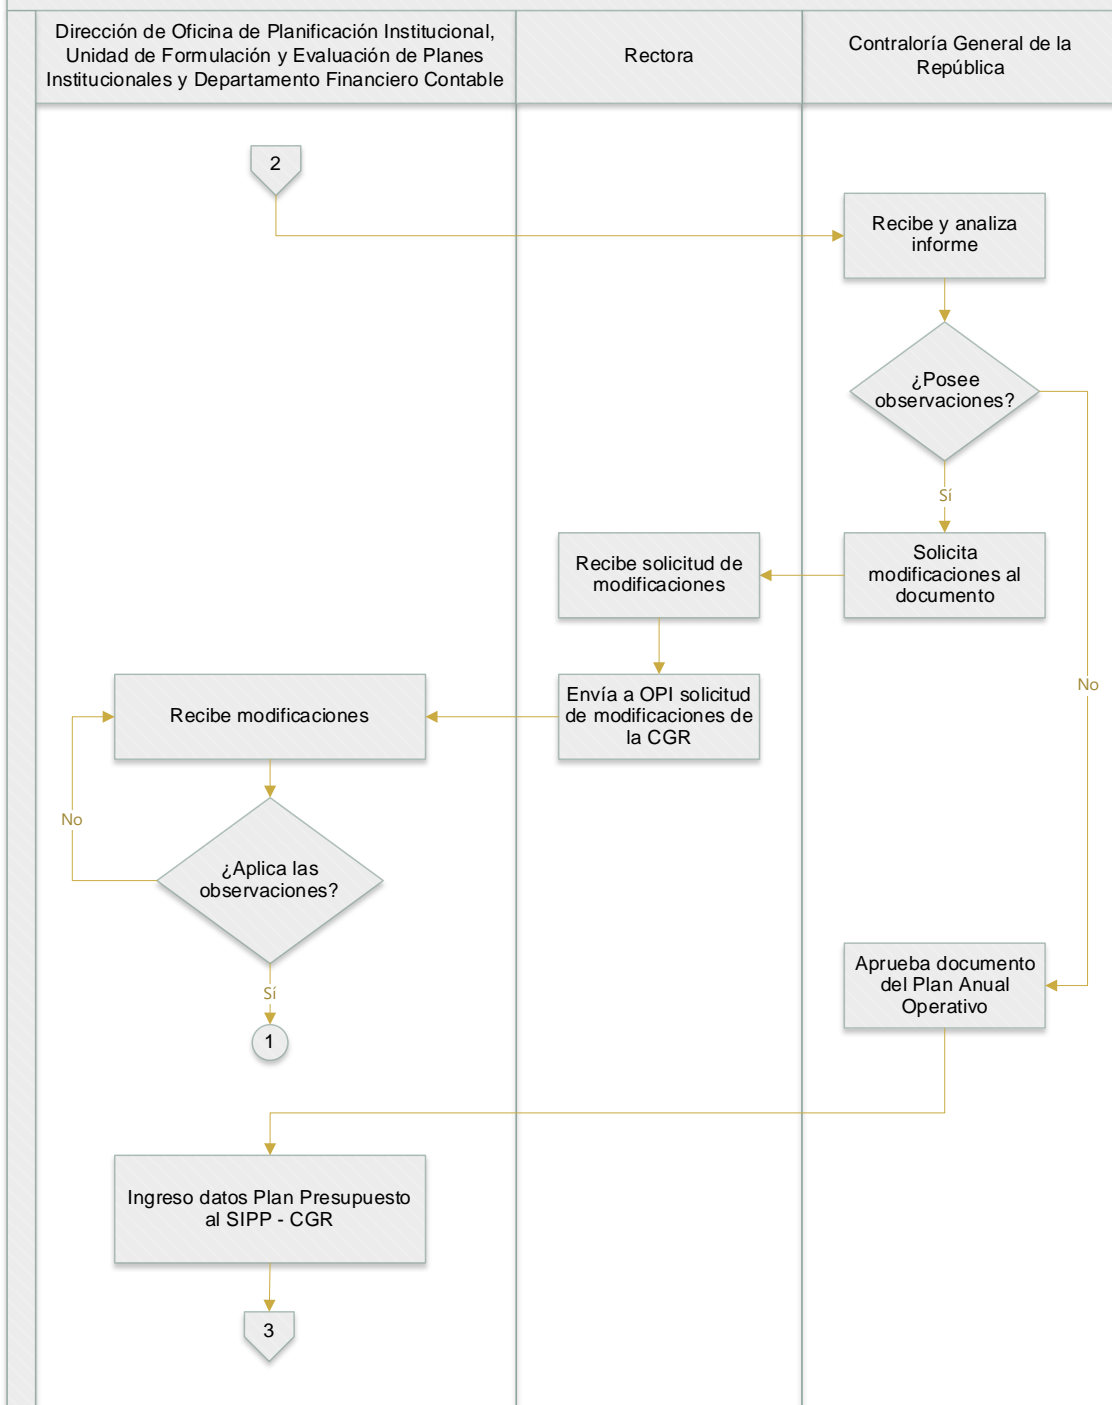 Dirección de Oficina de Planificación Institucional,
Unidad de Formulación y Evaluación de Planes
Institucionales y Departamento Financiero Contable
Rectora
Contraloría General de la
República
2
Recibe y analiza
informe
¿Posee
observaciones?
Sí
No
Solicita
modificaciones al
documento
Recibe solicitud de
modificaciones
Envía a OPI solicitud
de modificaciones de
la CGR
Recibe modificaciones
No
¿Aplica las
observaciones?
Sí
1
Aprueba documento
del Plan Anual
Operativo
Ingreso datos Plan Presupuesto
al SIPP - CGR
3